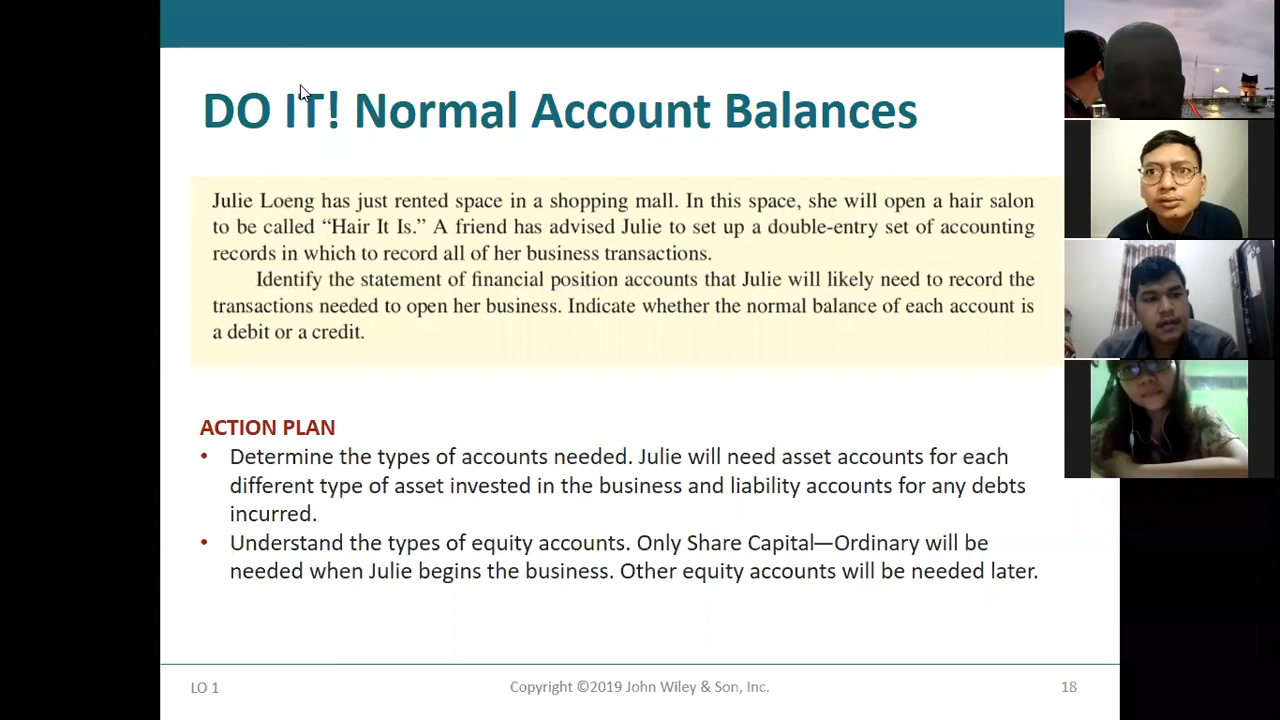 DO IT! Normal Account Balances
Julie Loeng has just rented space in a shopping mall. In this space, she will open a hair salon
to be called “Hair It Is.” A friend has advised Julie to set up a double-entry set of accounting
records in which to record all of her business transactions.
Identify the statement of financial position accounts that Julie will likely need to record the
transactions needed to open her business. Indicate whether the normal balance of each account is
a debit or a credit.
ACTION PLAN
• Determine the types of accounts needed. Julie will need asset accounts for each
different type of asset invested in the business and liability accounts for any debts
incurred.
• Understand the types of equity accounts. Only Share Capital—Ordinary will be
needed when Julie begins the business. Other equity accounts will be needed later.
LO 1
Copyright ©2019 John Wiley & Son, Inc.
18